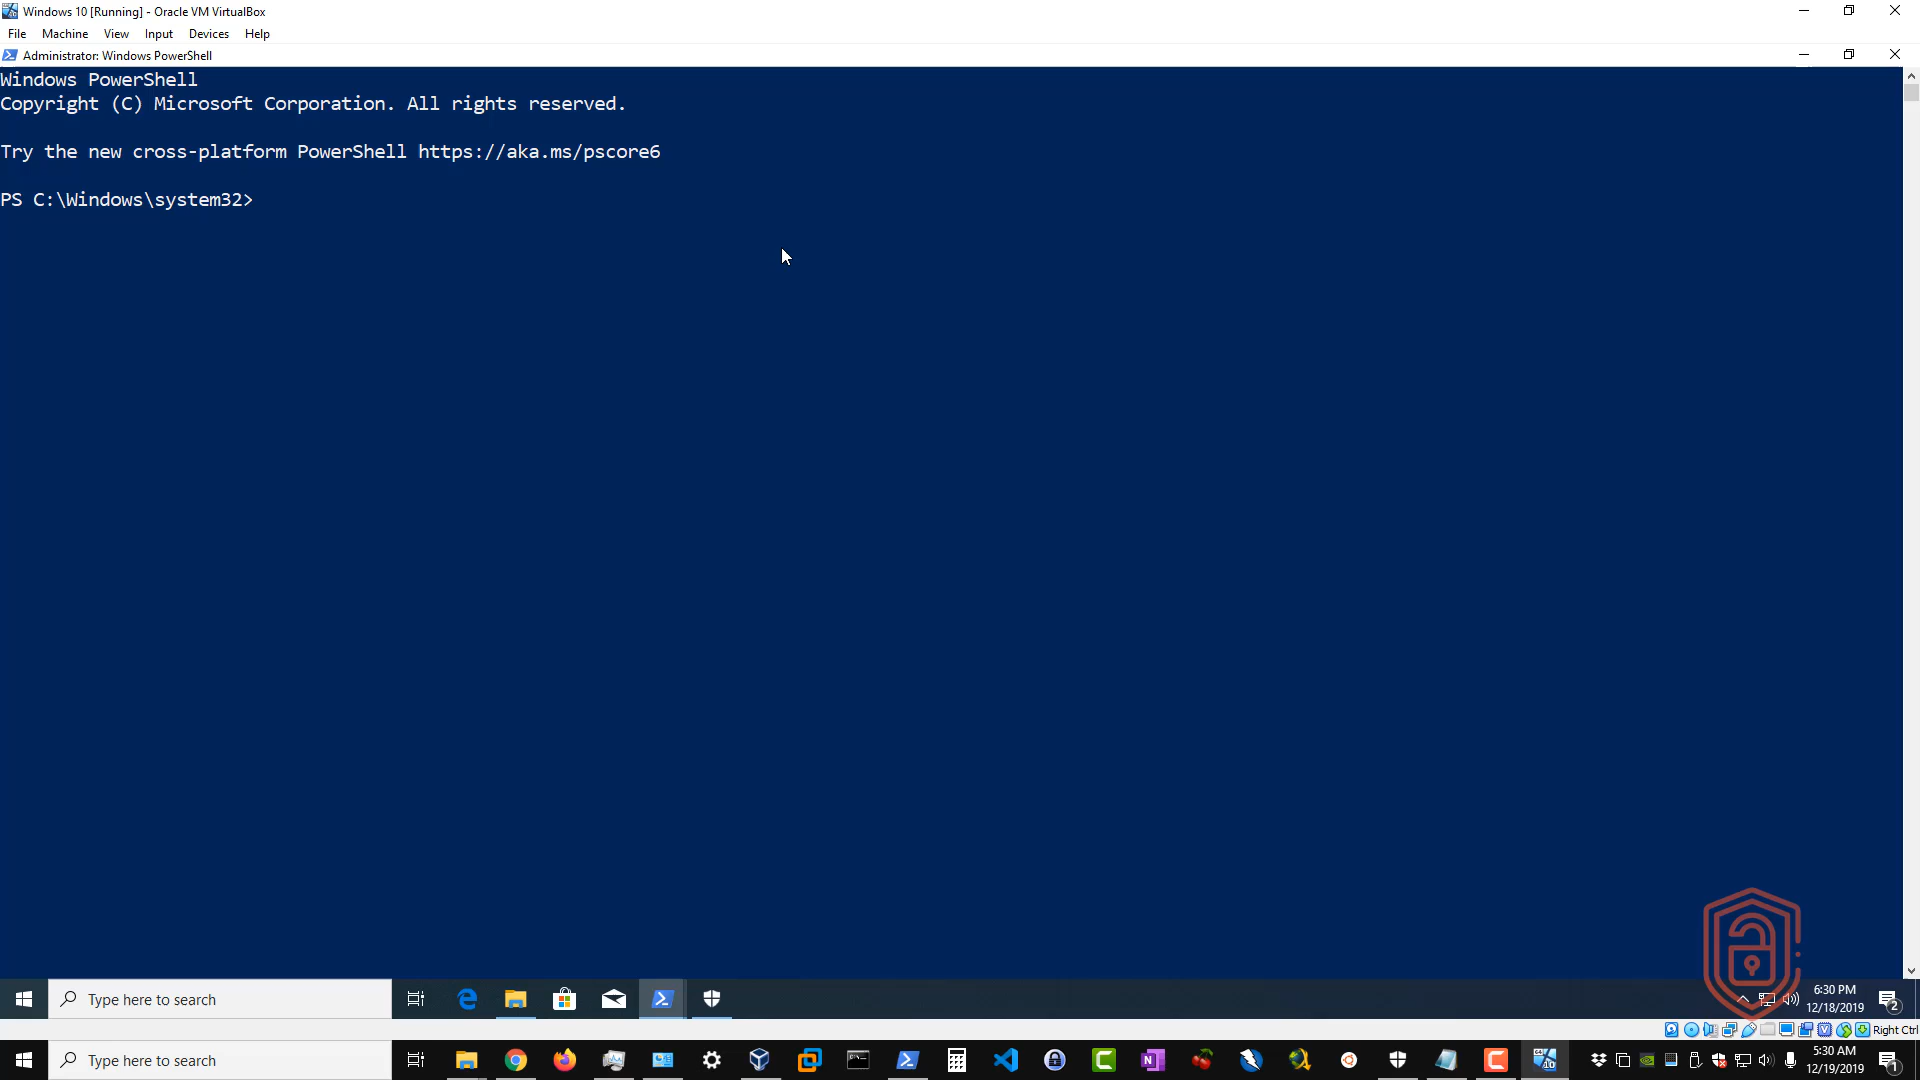 Windows 10 [Running] - Oracle VM VirtualBox
File Machine View Input Devices Help
Administrator: Windows PowerShell
Windows PowerShell
Copyright (C) Microsoft Corporation. All rights reserved.
Try the new cross-platform PowerShell https://aka.ms/pscore6
PS C:\Windows\system32>
Type here to search
6:30 PM
12/18/2019
2
Right Ctrl
Type here to search
5:30 AM
12/19/2019
1